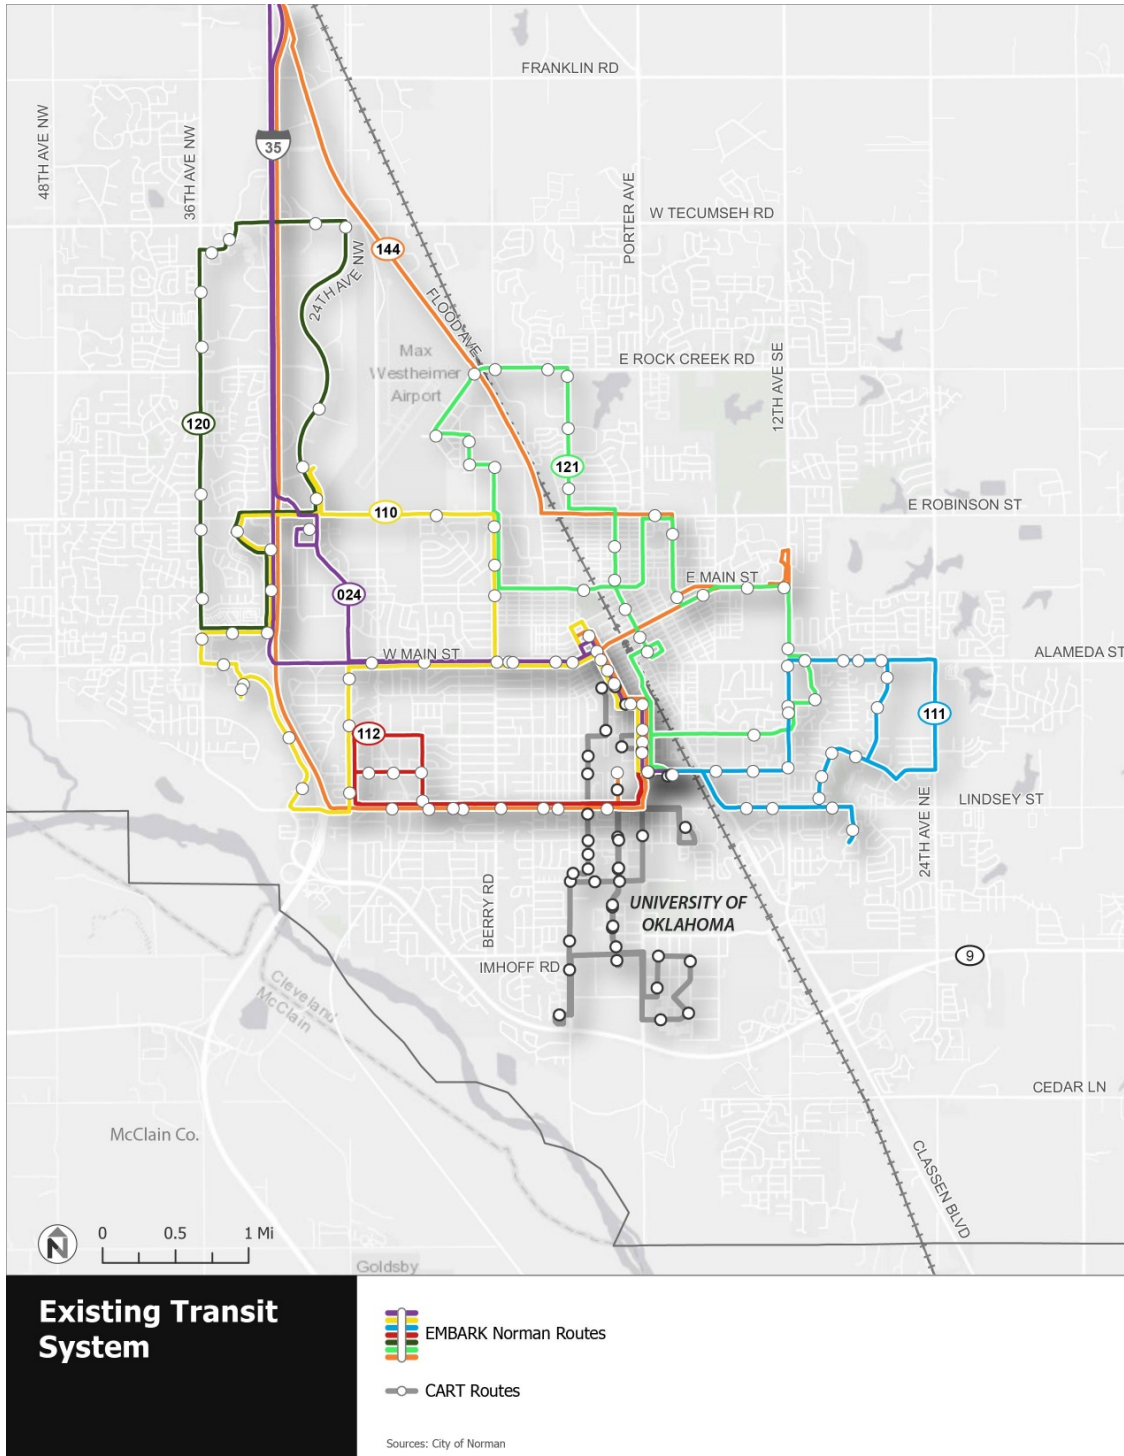 FRANKLIN RD
48TH AVE NW
36TH AVE NW
35
PORTER AVE
W TECUMSEH RD
144
24TH AVE NW
FLOOD AVE
Max
Westheimer
Airport
E ROCK CREEK RD
12TH AVE SE
120
121
110
E ROBINSON ST
024
E MAIN ST
W MAIN ST
ALAMEDA ST
112
111
LINDSEY ST
24TH AVE NE
BERRY RD
UNIVERSITY OF
OKLAHOMA
IMHOFF RD
9
Cleveland
McClain
CEDAR LN
McClain Co.
CLASSEN BLVD
N
0 0.5 1 Mi
Goldsby
Existing Transit
System
EMBARK Norman Routes
CART Routes
Sources: City of Norman